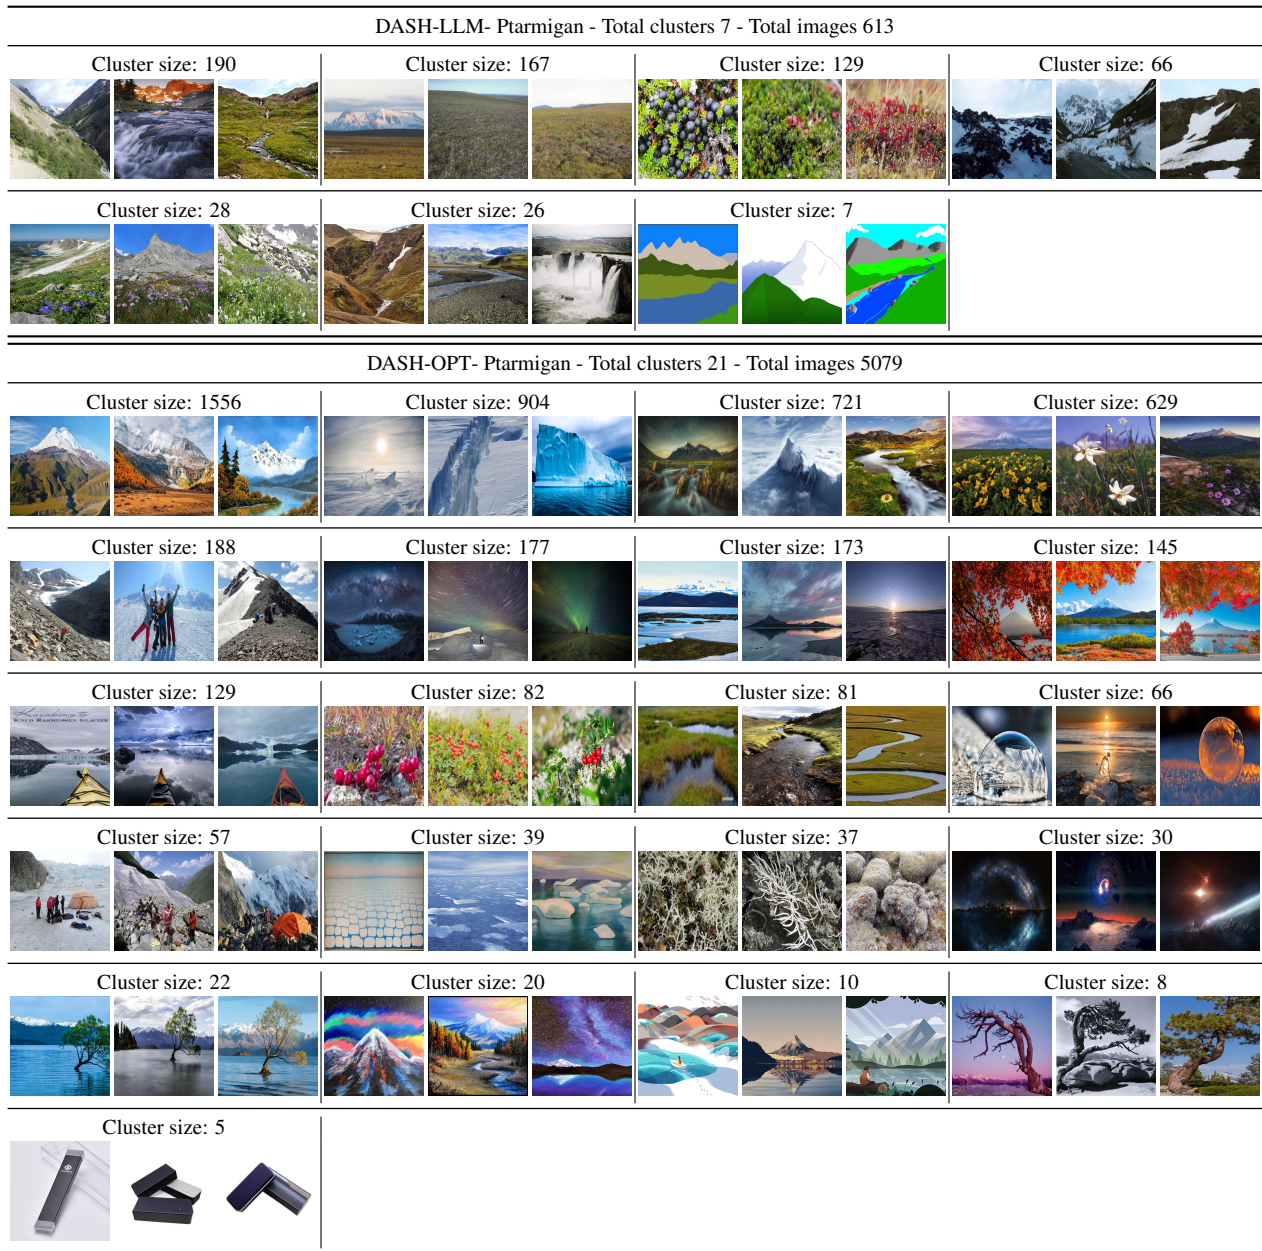 DASH-LLM- Ptarmigan - Total clusters 7 - Total images 613
Cluster size: 190
Cluster size: 167
Cluster size: 129
Cluster size: 66
Cluster size: 28
Cluster size: 26
Cluster size: 7
DASH-OPT- Ptarmigan - Total clusters 21 - Total images 5079
Cluster size: 1556
Cluster size: 904
Cluster size: 721
Cluster size: 629
Cluster size: 188
Cluster size: 177
Cluster size: 173
Cluster size: 145
Cluster size: 129
Cluster size: 82
Cluster size: 81
Cluster size: 66
Kayaking to
KNUD RASMUSSEN GLACIER
Cluster size: 57
Cluster size: 39
Cluster size: 37
Cluster size: 30
Cluster size: 22
Cluster size: 20
Cluster size: 10
Cluster size: 8
Cluster size: 5